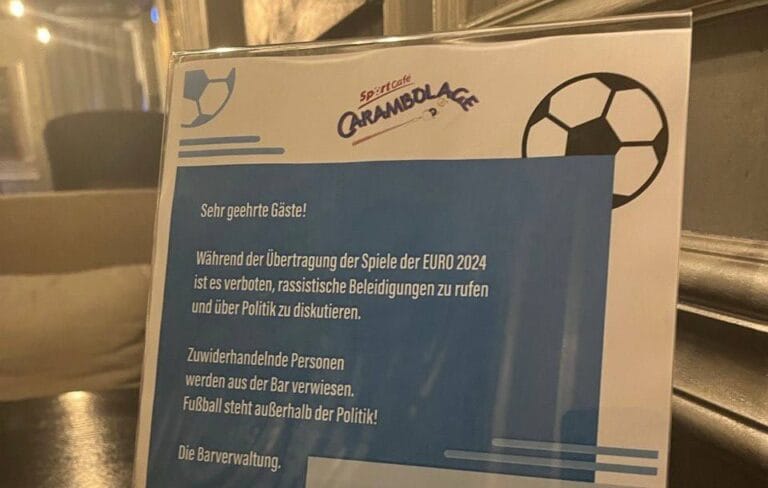 SportCafe
CARAMBOLAGE
Sehr geehrte Gäste!
Während der Übertragung der Spiele der EURO 2024
ist es verboten, rassistische Beleidigungen zu rufen
und über Politik zu diskutieren.
Zuwiderhandelnde Personen
werden aus der Bar verwiesen.
Fußball steht außerhalb der Politik!
Die Barverwaltung.